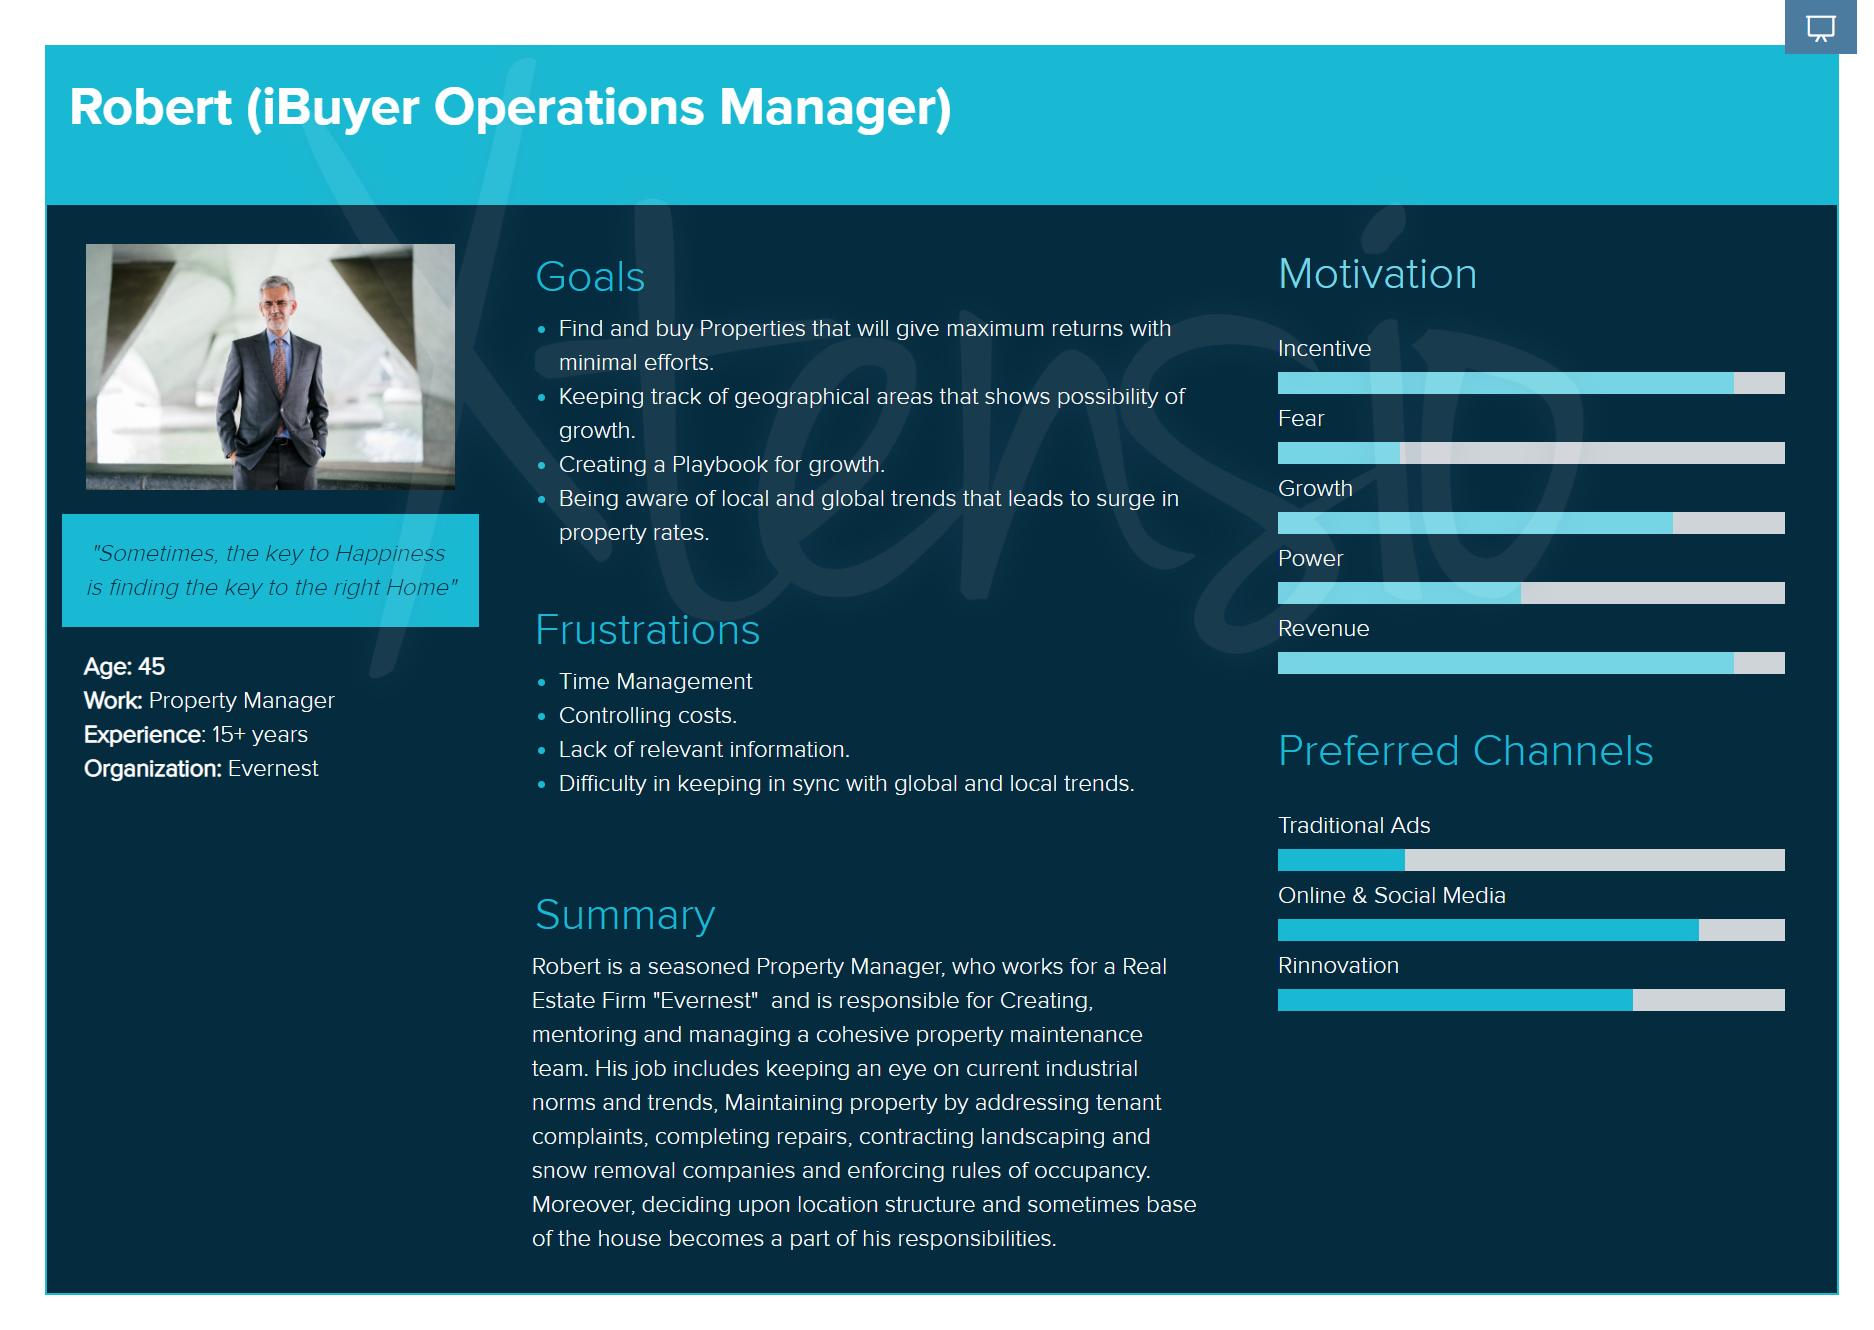 Robert (iBuyer Operations Manager)
"Sometimes, the key to Happiness
is finding the key to the right Home"
Age: 45
Work: Property Manager
Experience: 15+ years
Organization: Evernest
Goals
Find and buy Properties that will give maximum returns with
minimal efforts.
Keeping track of geographical areas that shows possibility of
growth.
Creating a Playbook for growth.
Being aware of local and global trends that leads to surge in
property rates.
Frustrations
Time Management
Controlling costs.
Lack of relevant information.
Difficulty in keeping in sync with global and local trends.
Summary
Robert is a seasoned Property Manager, who works for a Real
Estate Firm "Evernest"  and is responsible for Creating,
mentoring and managing a cohesive property maintenance
team. His job includes keeping an eye on current industrial
norms and trends, Maintaining property by addressing tenant
complaints, completing repairs, contracting landscaping and
snow removal companies and enforcing rules of occupancy.
Moreover, deciding upon location structure and sometimes base
of the house becomes a part of his responsibilities.
Motivation
Incentive
Fear
Growth
Power
Revenue
Preferred Channels
Traditional Ads
Online & Social Media
Rinnovation
Xtensio